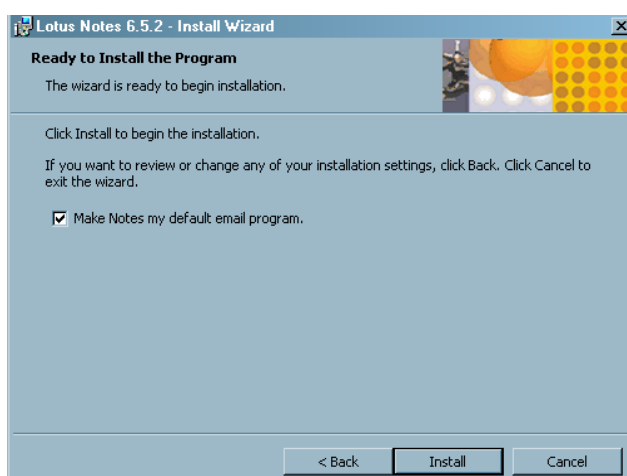 Lotus Notes 6.5.2 - Install Wizard
Ready to Install the Program
The wizard is ready to begin installation.
Click Install to begin the installation.
If you want to review or change any of your installation settings, click Back. Click Cancel to
exit the wizard.
Make Notes my default email program.
< Back Install Cancel